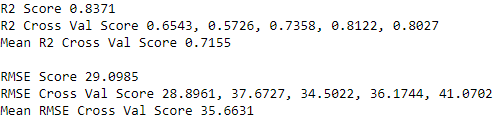 R2 Score 0.8371
R2 Cross Val Score 0.6543, 0.5726, 0.7358, 0.8122, 0.8027
Mean R2 Cross Val Score 0.7155
RMSE Score 29.0985
RMSE Cross Val Score 28.8961, 37.6727, 34.5022, 36.1744, 41.0702
Mean RMSE Cross Val Score 35.6631